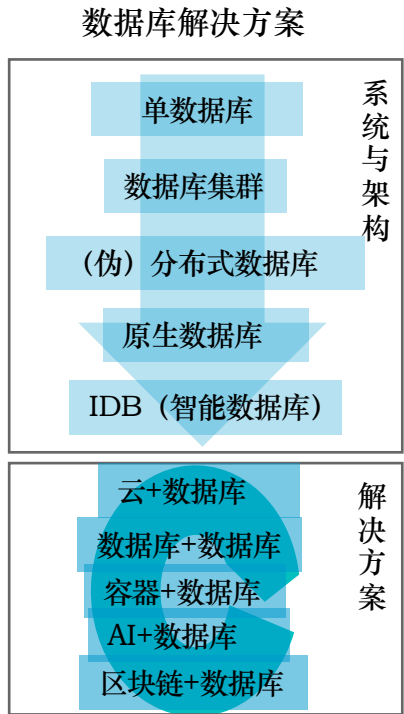 数据库解决方案
单数据库
数据库集群
（伪）分布式数据库
原生数据库
IDB（智能数据库）
系统与架构
云+数据库
数据库+数据库
容器+数据库
AI+数据库
区块链+数据库
解决方案